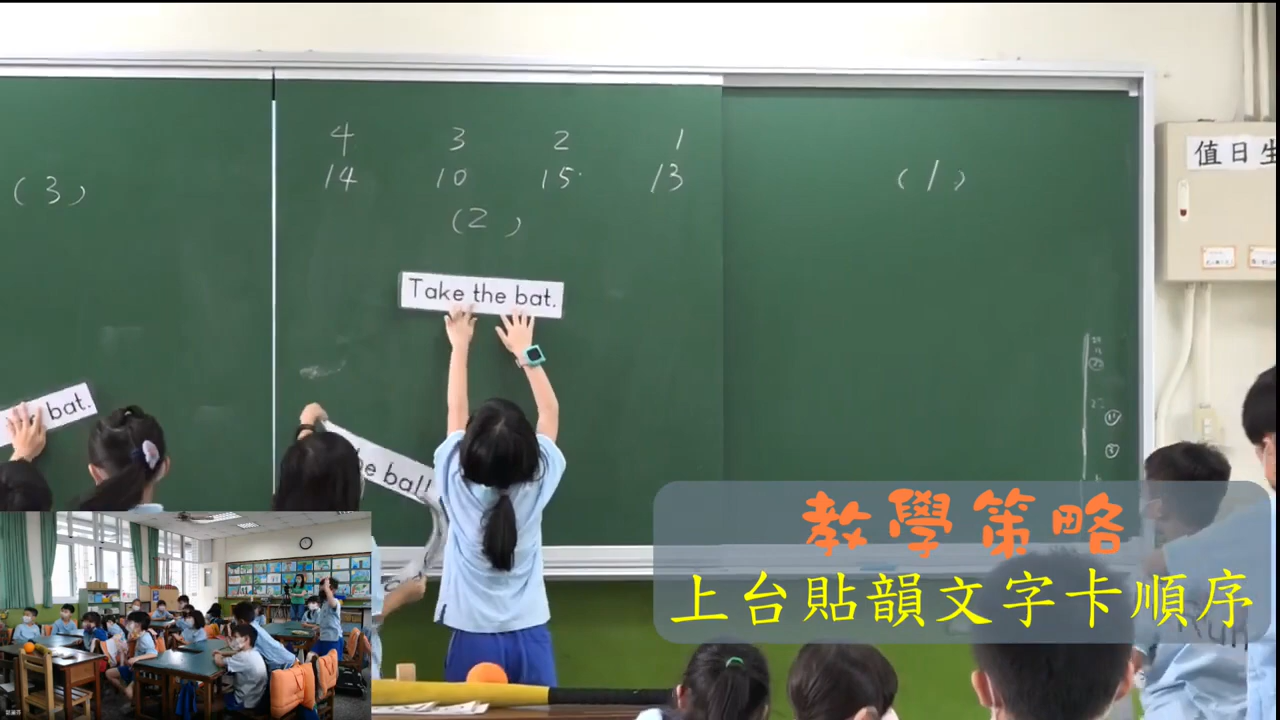 4 3 2 1
14 10 15 13
(3)
(2)
(1)
值日生
Take the bat.
bat.
he ball
教學策略
上台貼韻文字卡順序